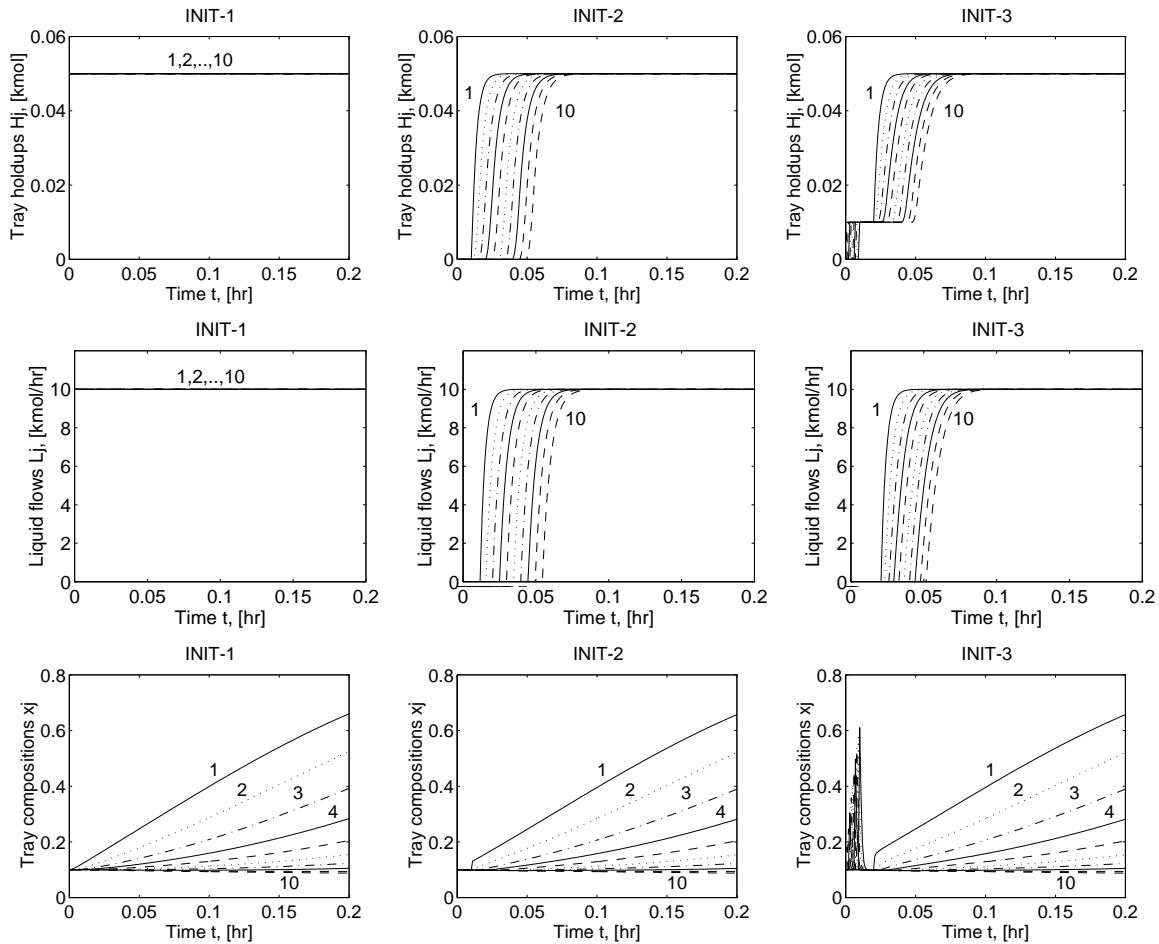 INIT-1
INIT-2
INIT-3
Tray holdups Hj, [kmol]
0.06
0.04
0.02
0
1,2,..,10
0 0.05 0.1 0.15 0.2
Time t, [hr]
Tray holdups Hj, [kmol]
0.06
0.04
0.02
0
1
10
0 0.05 0.1 0.15 0.2
Time t, [hr]
Tray holdups Hj, [kmol]
0.06
0.04
0.02
0
1
10
0 0.05 0.1 0.15 0.2
Time t, [hr]
INIT-1
INIT-2
INIT-3
Liquid flows Lj, [kmol/hr]
10
8
6
4
2
0
1,2,..,10
0 0.05 0.1 0.15 0.2
Time t, [hr]
Liquid flows Lj, [kmol/hr]
10
8
6
4
2
0
1
10
0 0.05 0.1 0.15 0.2
Time t, [hr]
Liquid flows Lj, [kmol/hr]
10
8
6
4
2
0
1
10
0 0.05 0.1 0.15 0.2
Time t, [hr]
INIT-1
INIT-2
INIT-3
Tray compositions xj
0.8
0.6
0.4
0.2
0
1
2
3
4
10
0 0.05 0.1 0.15 0.2
Time t, [hr]
Tray compositions xj
0.8
0.6
0.4
0.2
0
1
2
3
4
10
0 0.05 0.1 0.15 0.2
Time t, [hr]
Tray compositions xj
0.8
0.6
0.4
0.2
0
1
2
3
4
10
0 0.05 0.1 0.15 0.2
Time t, [hr]